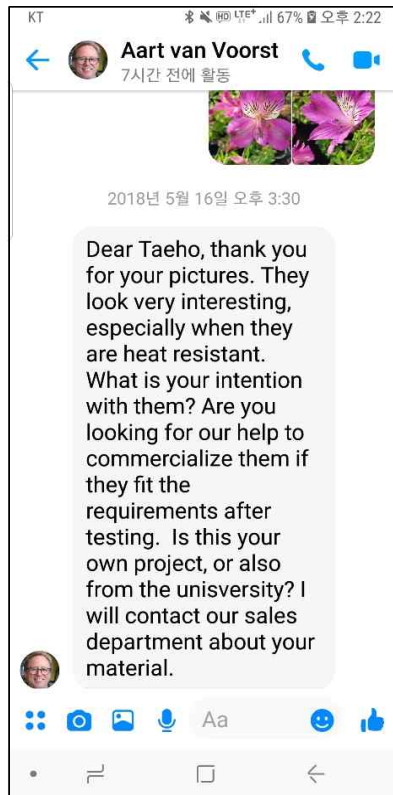 KT HD LTE+ 67% 오후 2:22
Aart van Voorst
7시간 전에 활동
2018년 5월 16일 오후 3:30
Dear Taeho, thank you
for your pictures. They
look very interesting,
especially when they
are heat resistant.
What is your intention
with them? Are you
looking for our help to
commercialize them if
they fit the
requirements after
testing.  Is this your
own project, or also
from the unisversity? I
will contact our sales
department about your
material.
Aa